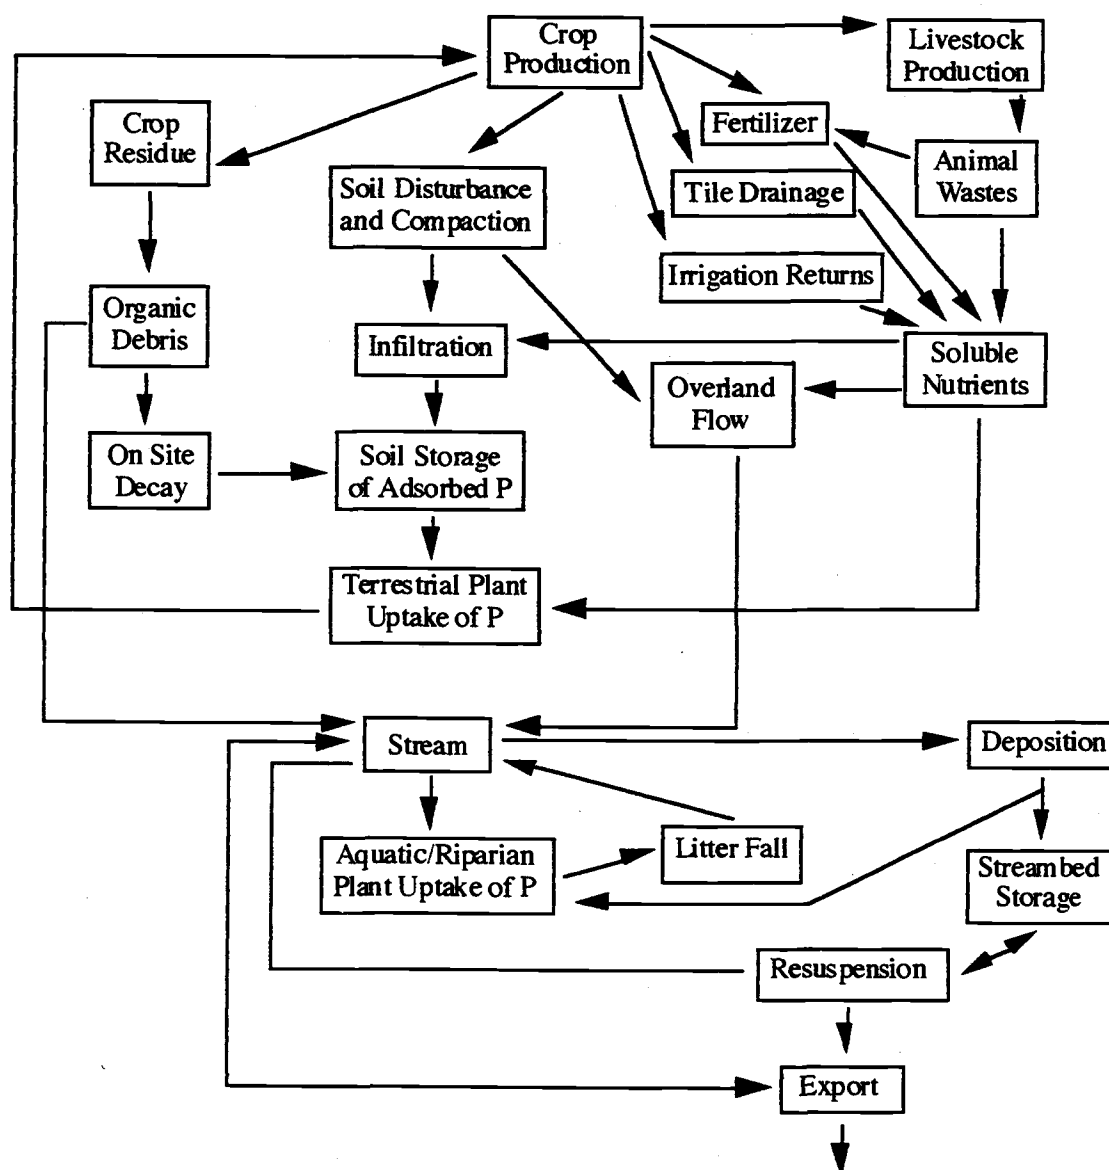 Crop
Production
Livestock
Production
Crop
Residue
Fertilizer
Animal
Wastes
Soil Disturbance
and Compaction
Tile Drainage
Irrigation Returns
Organic
Debris
Infiltration
Soluble
Nutrients
Overland
Flow
On Site
Decay
Soil Storage
of Adsorbed P
Terrestrial Plant
Uptake of P
Stream
Deposition
Aquatic/Riparian
Plant Uptake of P
Litter Fall
Streambed
Storage
Resuspension
Export